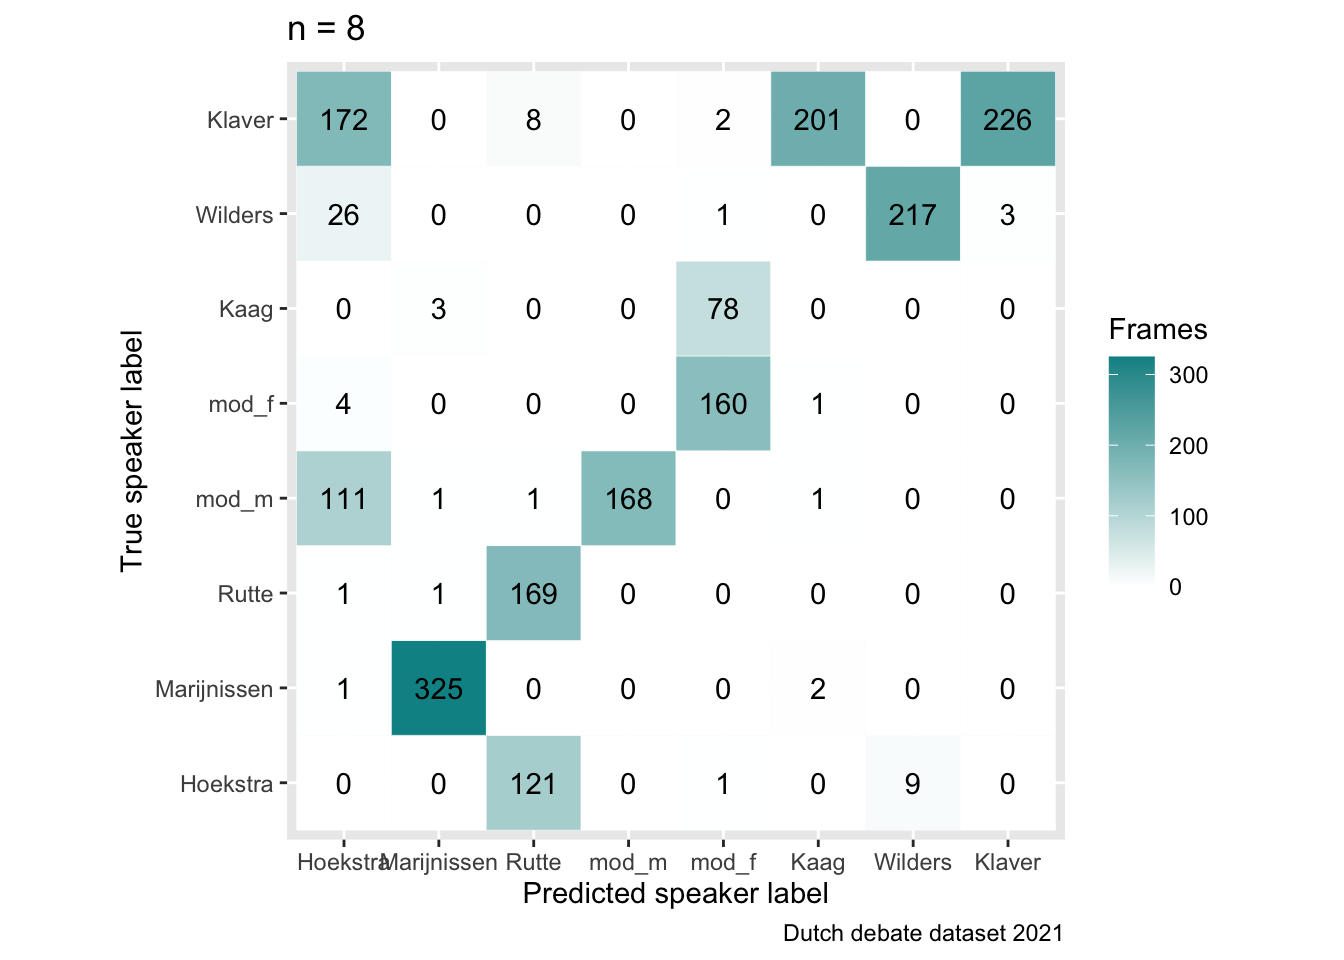 n = 8
Klaver 172 0 8 0 2 201 0 226
Wilders 26 0 0 0 1 0 217 3
Kaag 0 3 0 0 78 0 0 0
mod_f 4 0 0 0 160 1 0 0
mod_m 111 1 1 168 0 1 0 0
Rutte 1 1 169 0 0 0 0 0
Marijnissen 1 325 0 0 0 2 0 0
Hoekstra 0 0 121 0 1 0 9 0
Hoekstra Marijnissen Rutte mod_m mod_f Kaag Wilders Klaver
Predicted speaker label
True speaker label
Frames
300
200
100
0
Dutch debate dataset 2021